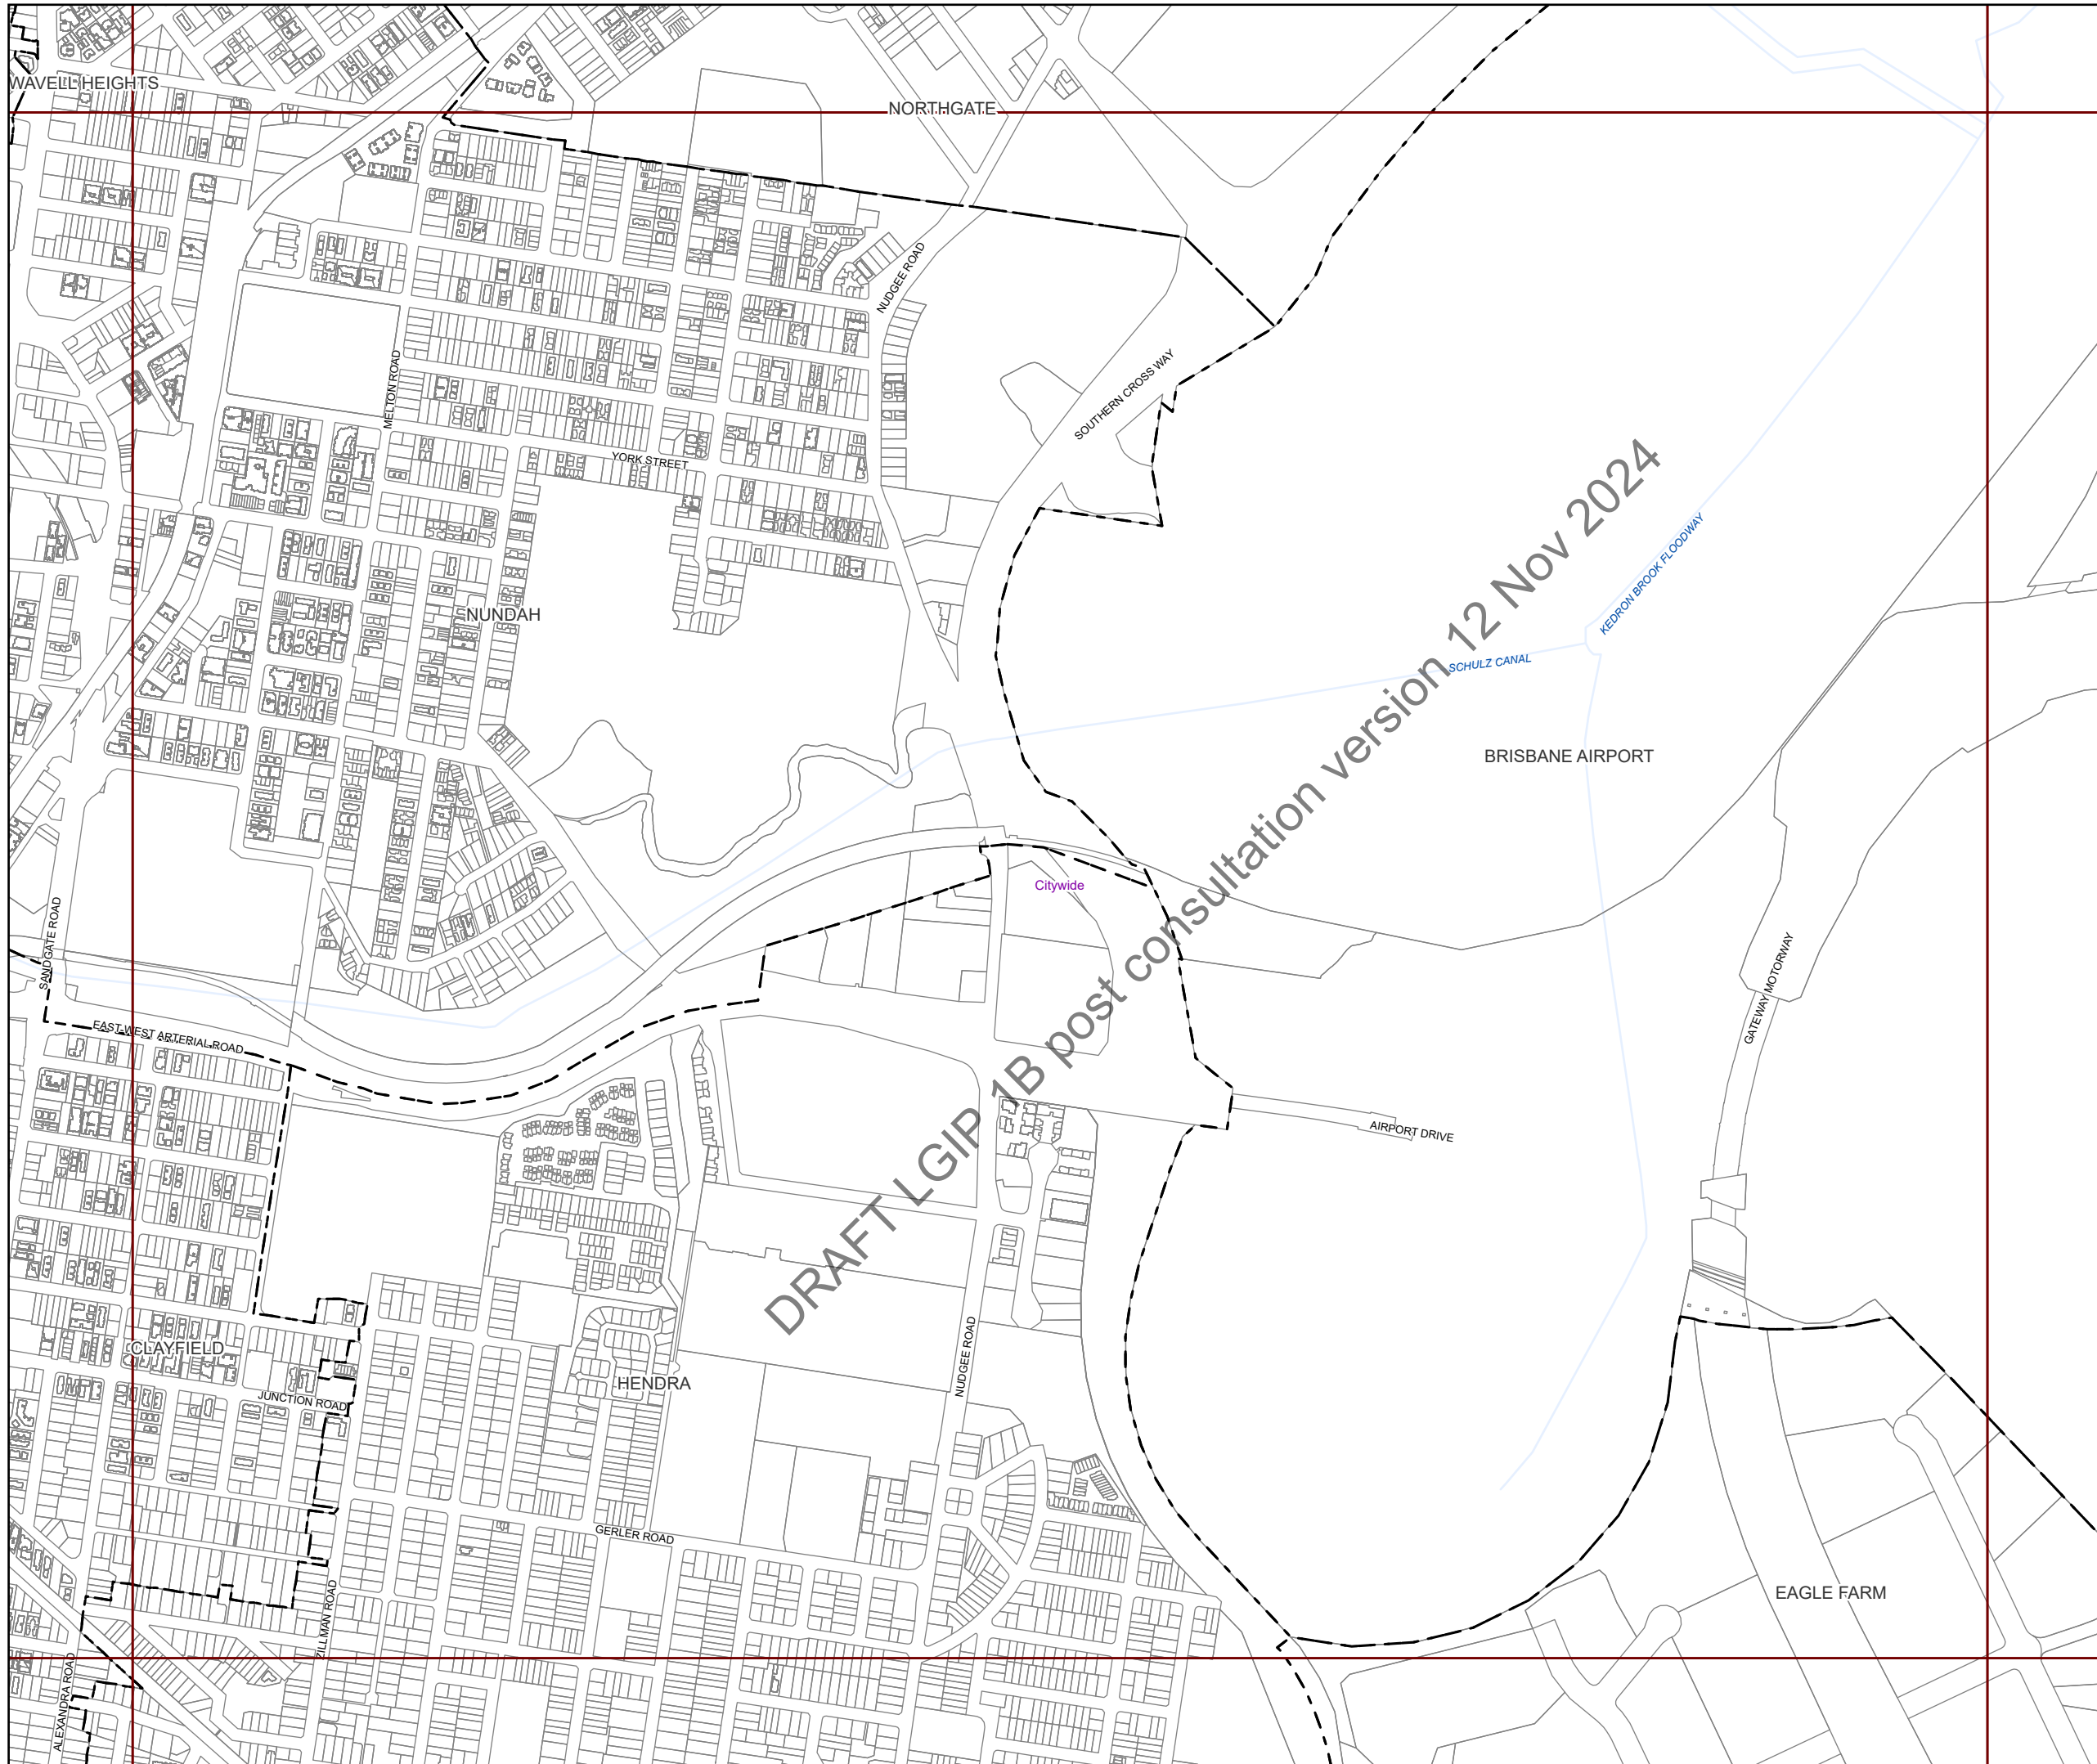 WAVELL HEIGHTS
NORTHGATE
NUDGEE ROAD
SOUTHERN CROSS WAY
MELTON ROAD
YORK STREET
KEDRON BROOK FLOODWAY
NUNDAH
SCHULZ CANAL
BRISBANE AIRPORT
DRAFT LGIP 1B post consultation version 12 Nov 2024
Citywide
SANDGATE ROAD
GATEWAY MOTORWAY
EAST-WEST ARTERIAL ROAD
AIRPORT DRIVE
CLAYFIELD
NUDGEE ROAD
HENDRA
JUNCTION ROAD
GERLER ROAD
EAGLE FARM
ZILLMAN ROAD
ALEXANDRA ROAD